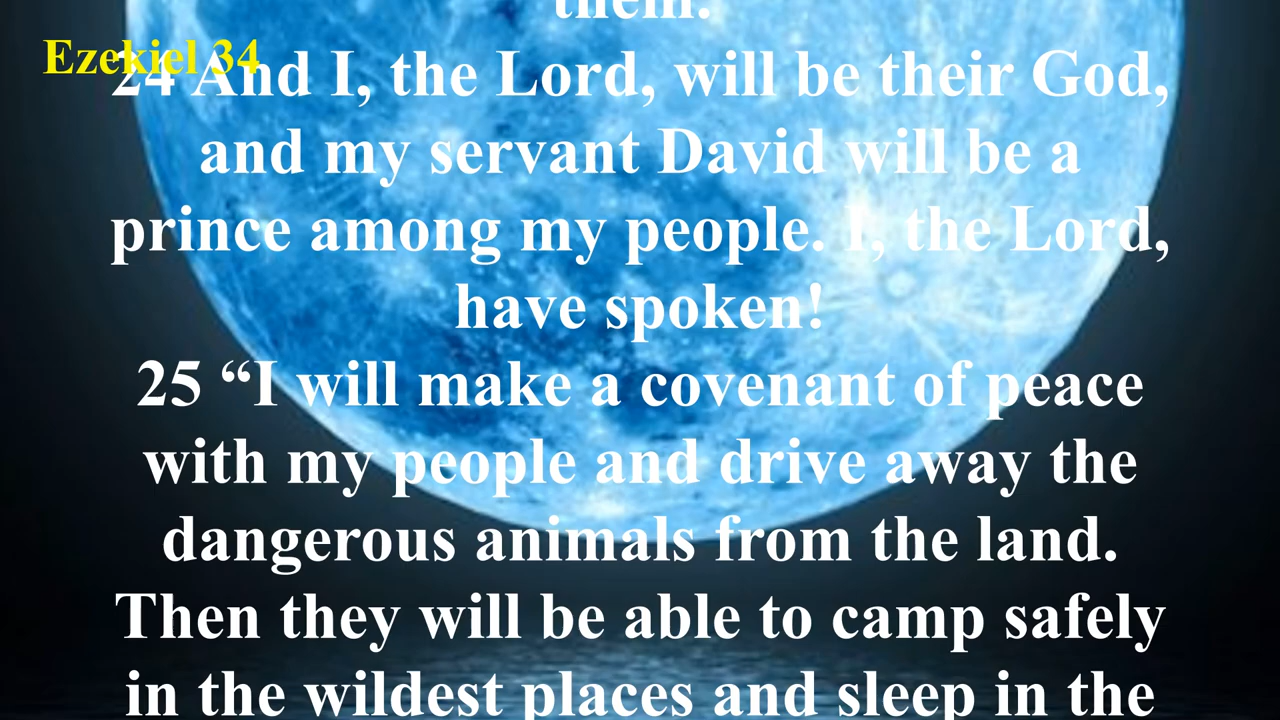 them.
Ezekiel 34
24 And I, the Lord, will be their God,
and my servant David will be a
prince among my people. I, the Lord,
have spoken!
25 “I will make a covenant of peace
with my people and drive away the
dangerous animals from the land.
Then they will be able to camp safely
in the wildest places and sleep in the